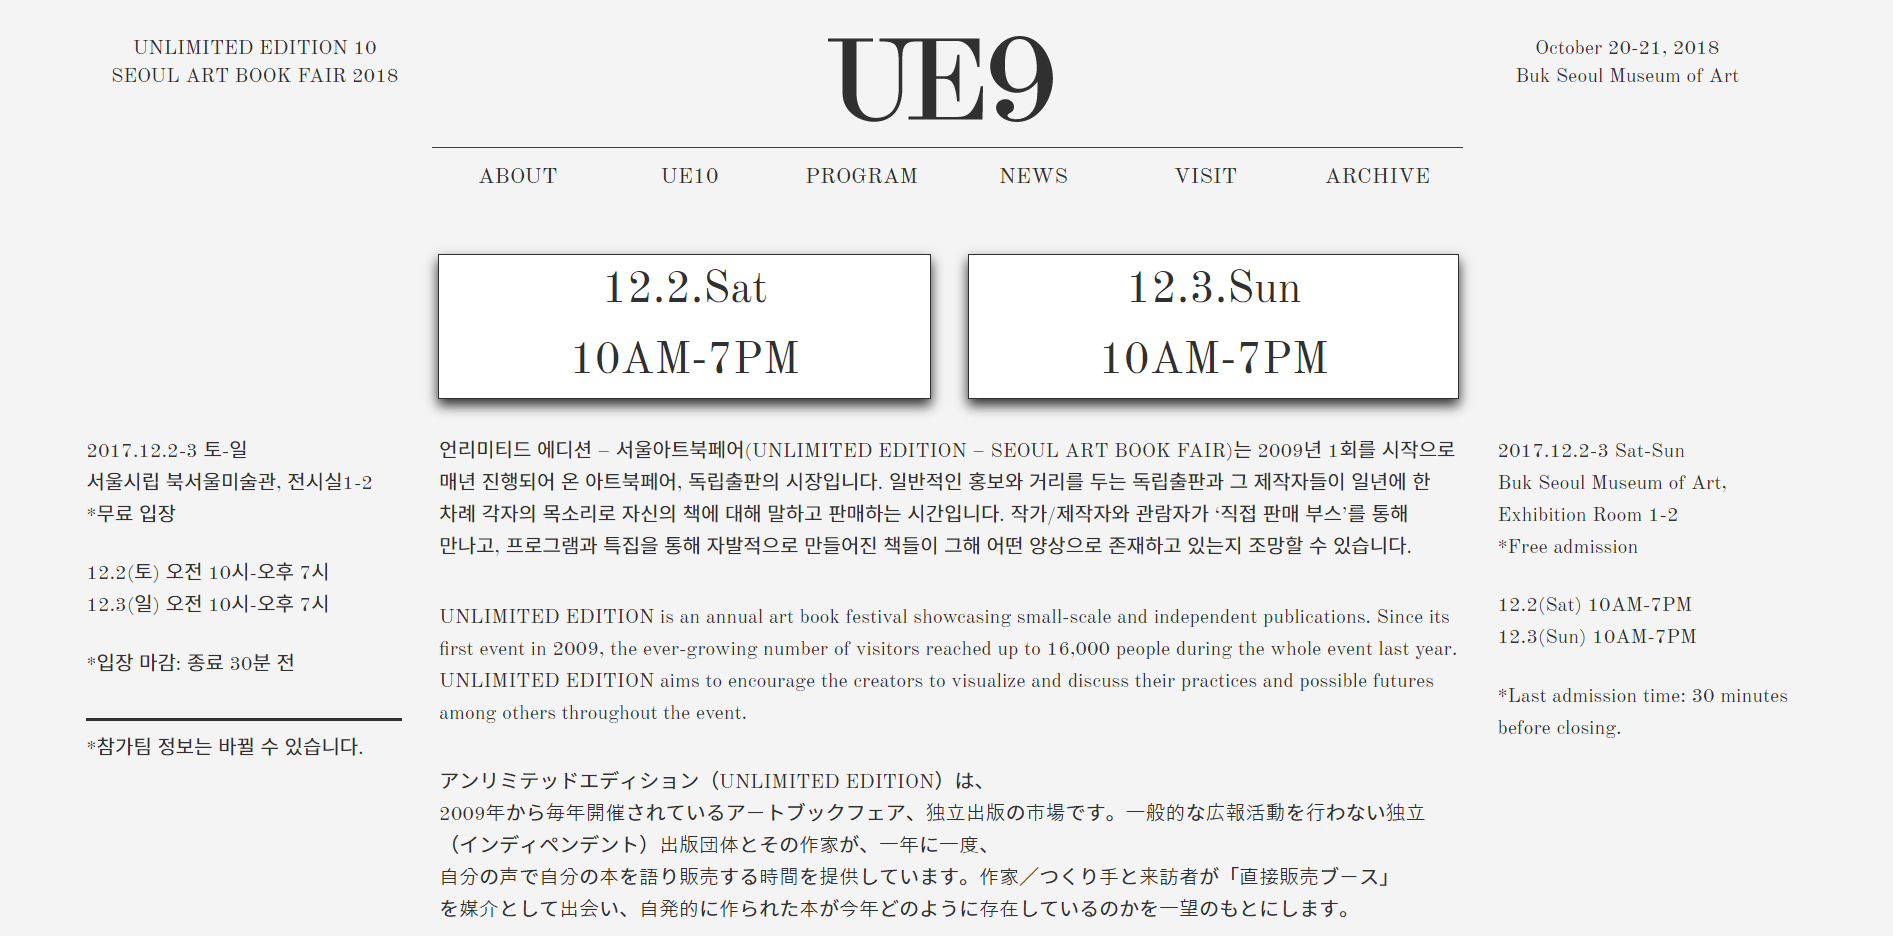 UNLIMITED EDITION 10
SEOUL ART BOOK FAIR 2018
UE9
October 20-21, 2018
Buk Seoul Museum of Art
ABOUT
UE10
PROGRAM
NEWS
VISIT
ARCHIVE
12.2.Sat
10AM-7PM
12.3.Sun
10AM-7PM
2017.12.2-3 토-일
서울시립 북서울미술관, 전시실1-2
*무료 입장
12.2(토) 오전 10시-오후 7시
12.3(일) 오전 10시-오후 7시
*입장 마감: 종료 30분 전
*참가팀 정보는 바뀔 수 있습니다.
언리미티드 에디션 – 서울아트북페어(UNLIMITED EDITION – SEOUL ART BOOK FAIR)는 2009년 1회를 시작으로
매년 진행되어 온 아트북페어, 독립출판의 시장입니다. 일반적인 홍보와 거리를 두는 독립출판과 그 제작자들이 일년에 한
차례 각자의 목소리로 자신의 책에 대해 말하고 판매하는 시간입니다. 작가/제작자와 관람자가 ‘직접 판매 부스’를 통해
만나고, 프로그램과 특집을 통해 자발적으로 만들어진 책들이 그해 어떤 양상으로 존재하고 있는지 조망할 수 있습니다.
UNLIMITED EDITION is an annual art book festival showcasing small-scale and independent publications. Since its
first event in 2009, the ever-growing number of visitors reached up to 16,000 people during the whole event last year.
UNLIMITED EDITION aims to encourage the creators to visualize and discuss their practices and possible futures
among others throughout the event.
アンリミテッドエディション（UNLIMITED EDITION）は、
2009年から毎年開催されているアートブックフェア、独立出版の市場です。一般的な広報活動を行わない独立
（インディペンデント）出版団体とその作家が、一年に一度、
自分の声で自分の本を語り販売する時間を提供しています。作家／つくり手と来訪者が「直接販売ブース」
を媒介として出会い、自発的に作られた本が今年どのように存在しているのかを一望のもとにします。
2017.12.2-3 Sat-Sun
Buk Seoul Museum of Art,
Exhibition Room 1-2
*Free admission
12.2(Sat) 10AM-7PM
12.3(Sun) 10AM-7PM
*Last admission time: 30 minutes
before closing.